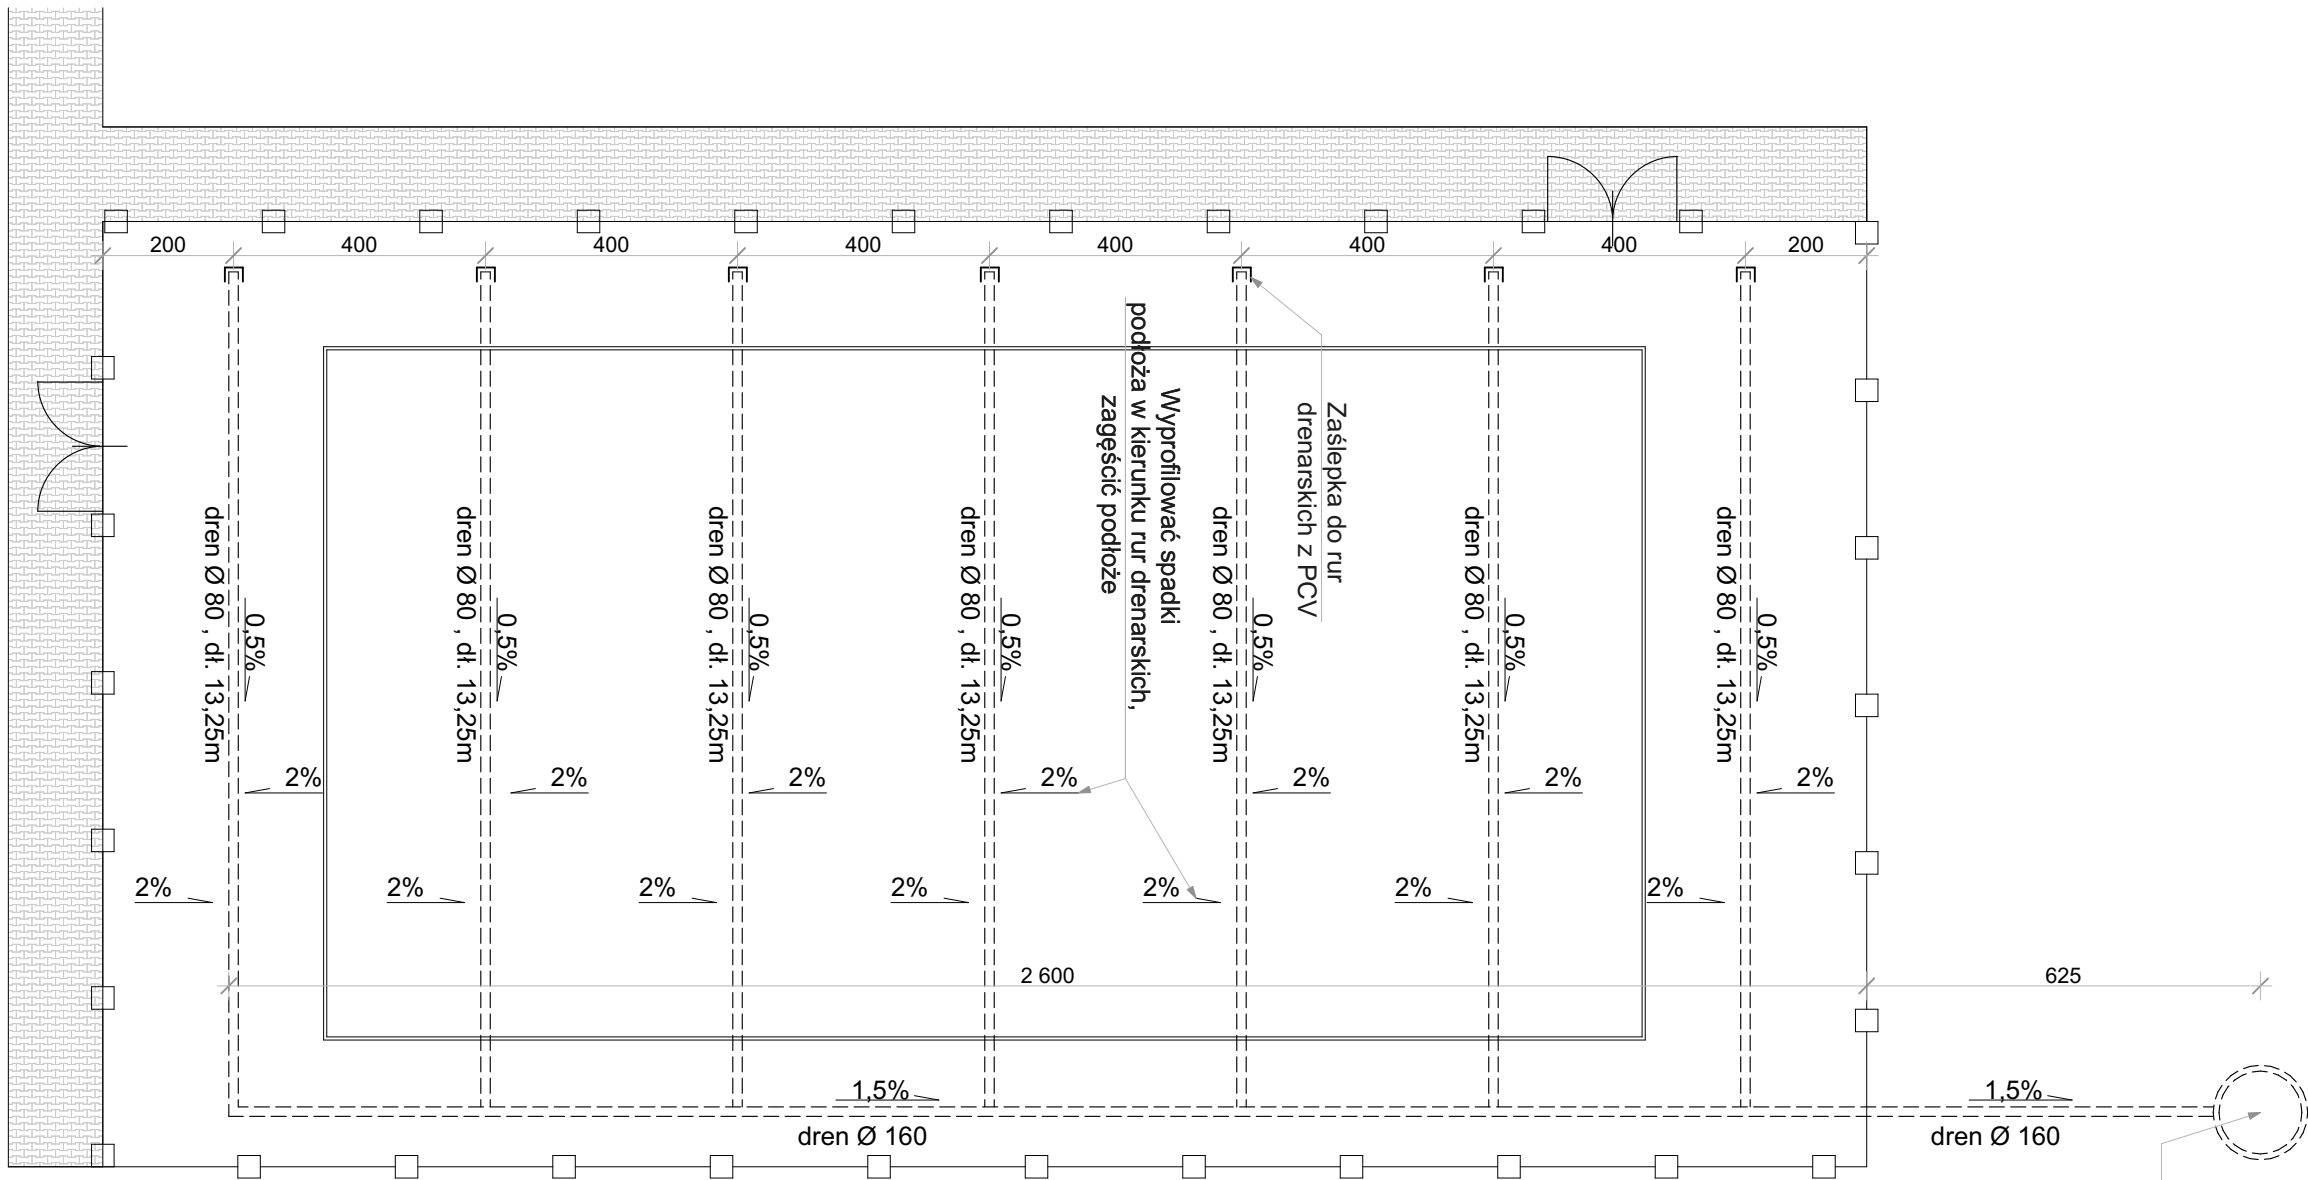 200
400
400
400
400
400
400
200
Zaślepka do rur
drenarskich z PCV
Wyprofilować spadki
podłoża w kierunku rur drenarskich,
zagęścić podłoże
dren Ø 80 , dł. 13,25m
0,5%
dren Ø 80 , dł. 13,25m
0,5%
dren Ø 80 , dł. 13,25m
0,5%
dren Ø 80 , dł. 13,25m
0,5%
dren Ø 80 , dł. 13,25m
0,5%
dren Ø 80 , dł. 13,25m
0,5%
dren Ø 80 , dł. 13,25m
0,5%
2%
2%
2%
2%
2%
2%
2%
2%
2%
2%
2%
2%
2%
2%
2 600
625
1,5%
1,5%
dren Ø 160
dren Ø 160